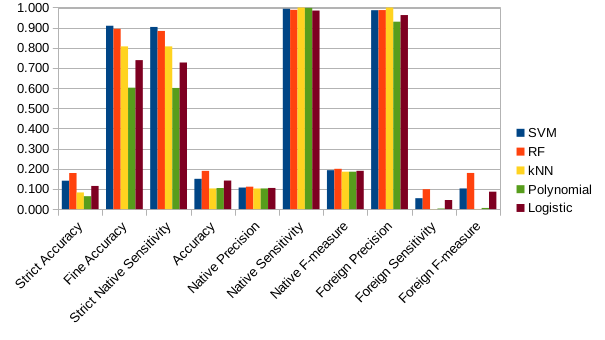 1.000
0.900
0.800
0.700
0.600
0.500
0.400
0.300
0.200
0.100
0.000
Strict Accuracy
Fine Accuracy
Strict Native Sensitivity
Accuracy
Native Precision
Native Sensitivity
Native F-measure
Foreign Precision
Foreign Sensitivity
Foreign F-measure
SVM
RF
kNN
Polynomial
Logistic